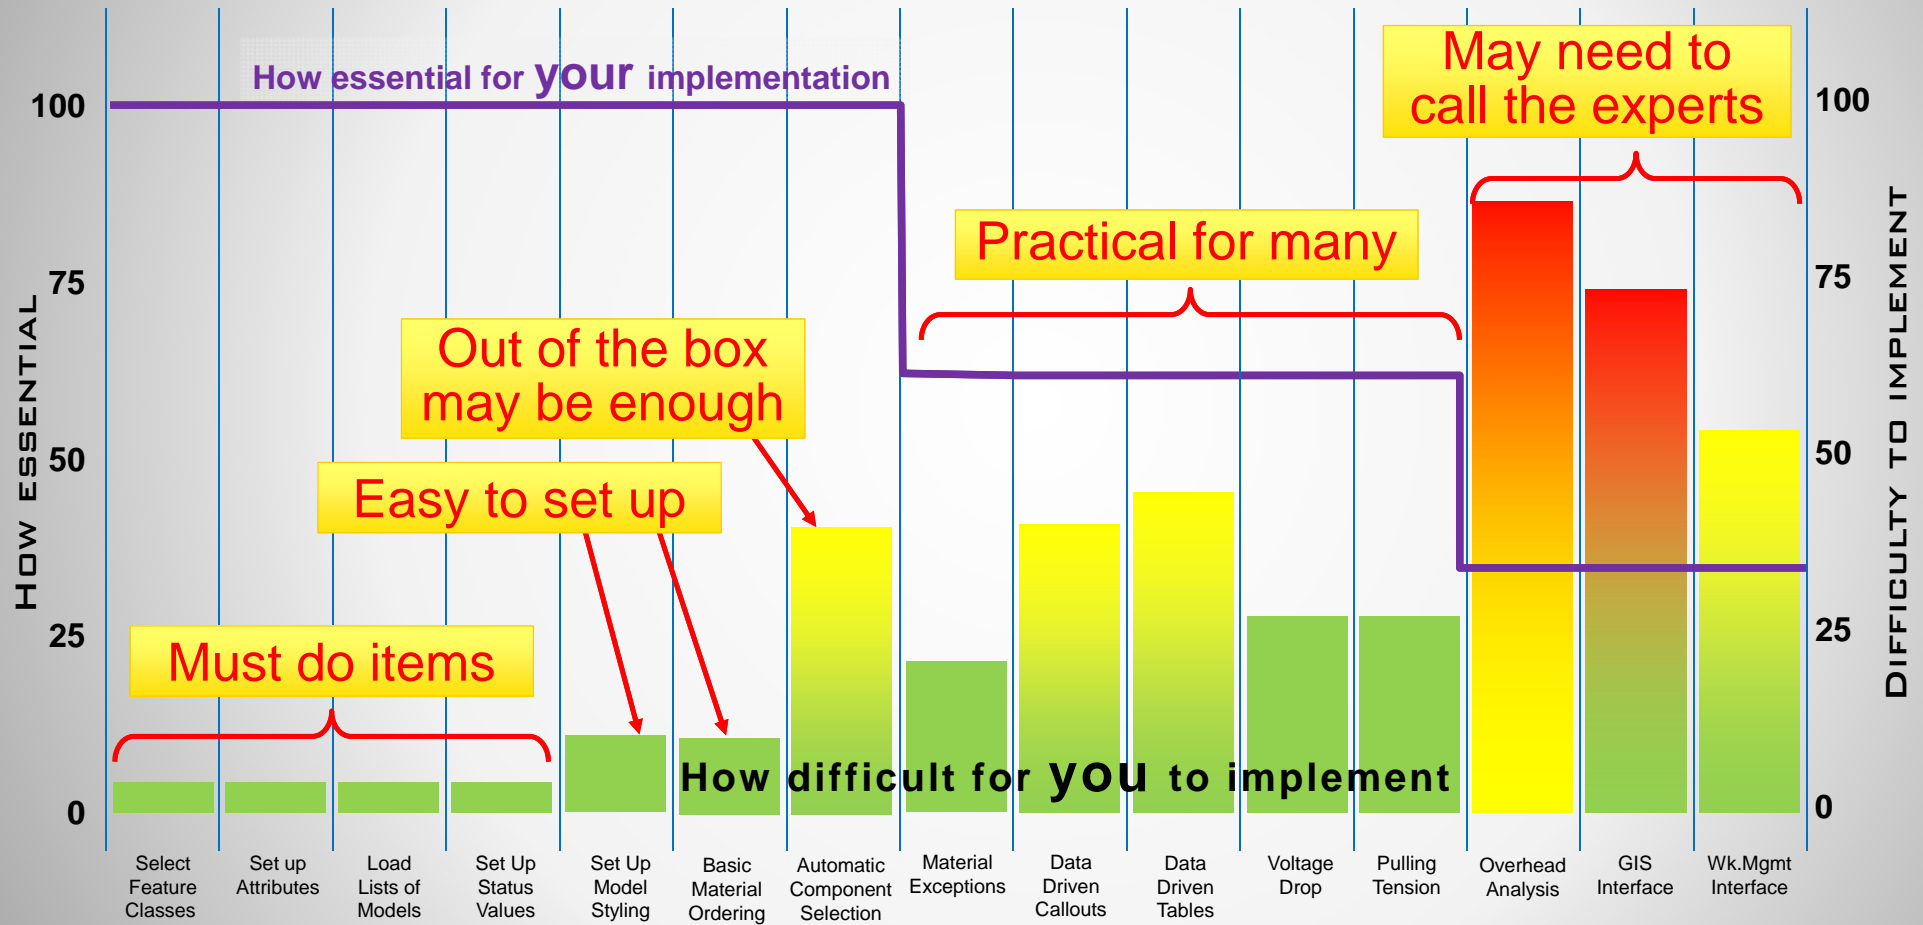 How essential for your implementation
May need to
call the experts
100
100
Practical for many
75
75
HOW ESSENTIAL
DIFFICULTY TO IMPLEMENT
Out of the box
may be enough
50
50
Easy to set up
25
25
Must do items
How difficult for you to implement
0
0
Select
Feature
Classes
Set up
Attributes
Load
Lists of
Models
Set Up
Status
Values
Set Up
Model
Styling
Basic
Material
Ordering
Automatic
Component
Selection
Material
Exceptions
Data
Driven
Callouts
Data
Driven
Tables
Voltage
Drop
Pulling
Tension
Overhead
Analysis
GIS
Interface
Wk.Mgmt
Interface